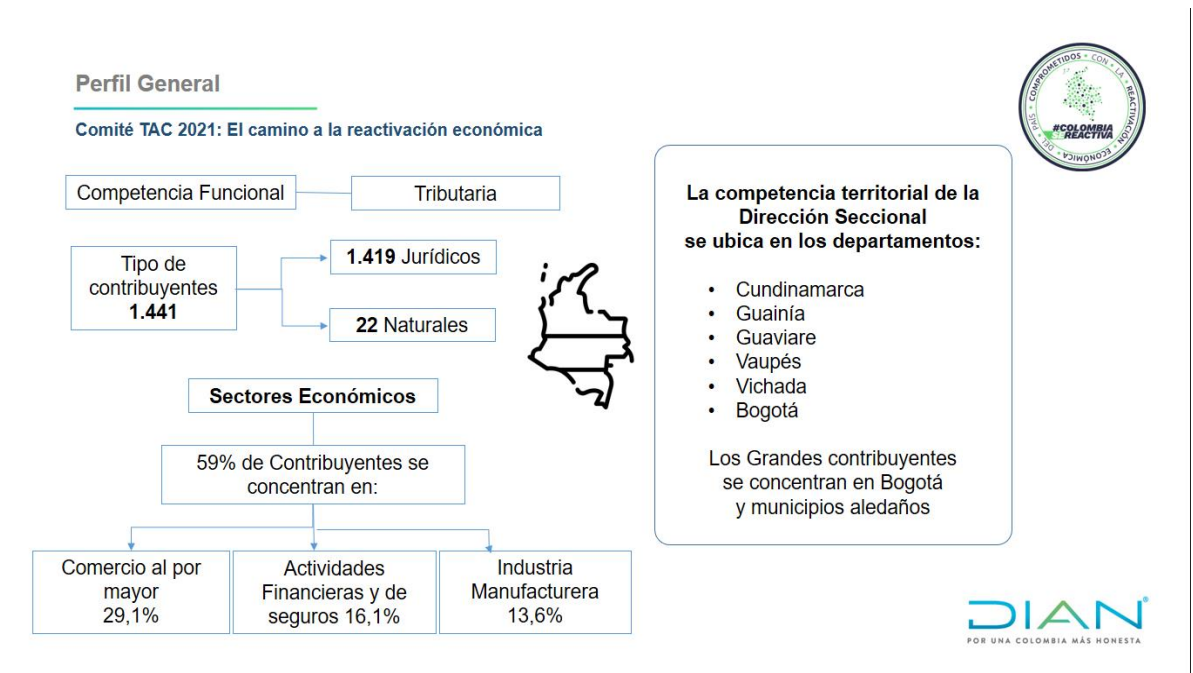 Perfil General
Comité TAC 2021: El camino a la reactivación económica
COMPROMETIDOS • CON • LA • REACTIVACIÓN • ECONÓMICA • DEL • PAÍS •
#COLOMBIA
REACTIVA
Competencia Funcional
Tributaria
Tipo de
contribuyentes
1.441
1.419 Jurídicos
22 Naturales
Sectores Económicos
59% de Contribuyentes se
concentran en:
Comercio al por
mayor
29,1%
Actividades
Financieras y de
seguros 16,1%
Industria
Manufacturera
13,6%
La competencia territorial de la
Dirección Seccional
se ubica en los departamentos:
• Cundinamarca
• Guainía
• Guaviare
• Vaupés
• Vichada
• Bogotá
Los Grandes contribuyentes
se concentran en Bogotá
y municipios aledaños
DIAN®
POR UNA COLOMBIA MÁS HONESTA